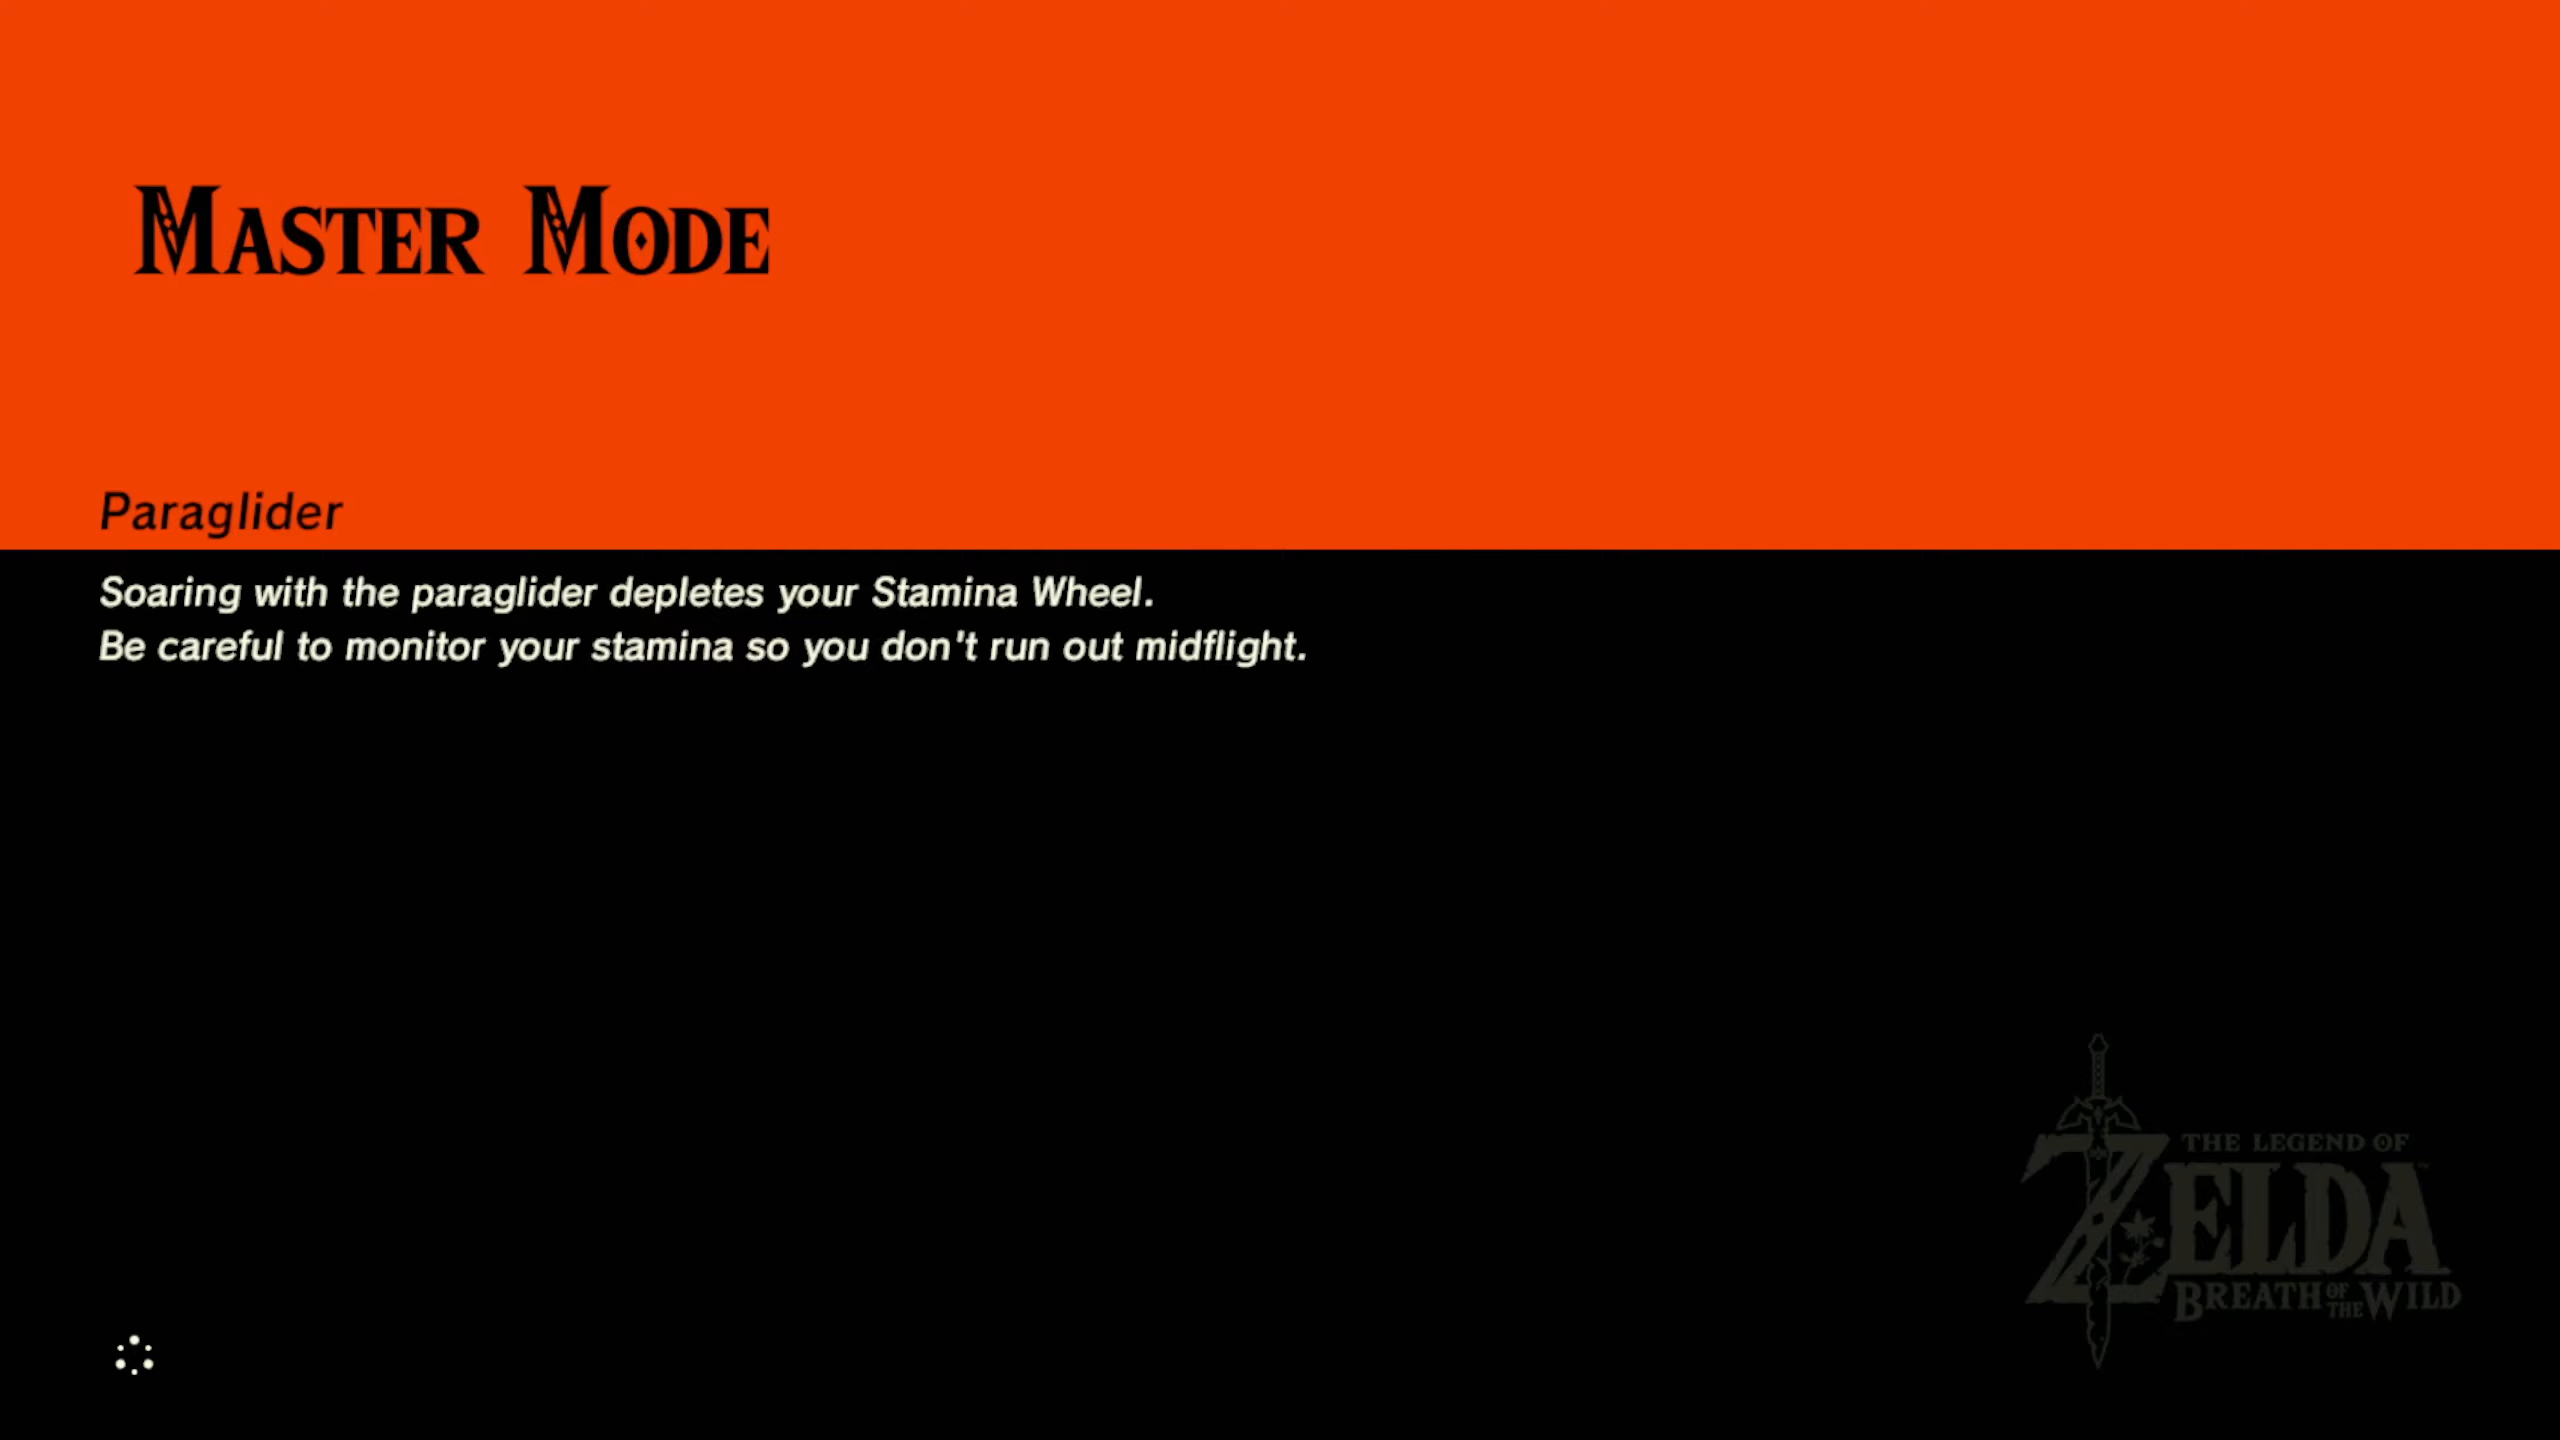 Master Mode
Paraglider
Soaring with the paraglider depletes your Stamina Wheel.
Be careful to monitor your stamina so you don't run out midflight.
THE LEGEND OF
ZELDA
BREATH OF THE WILD